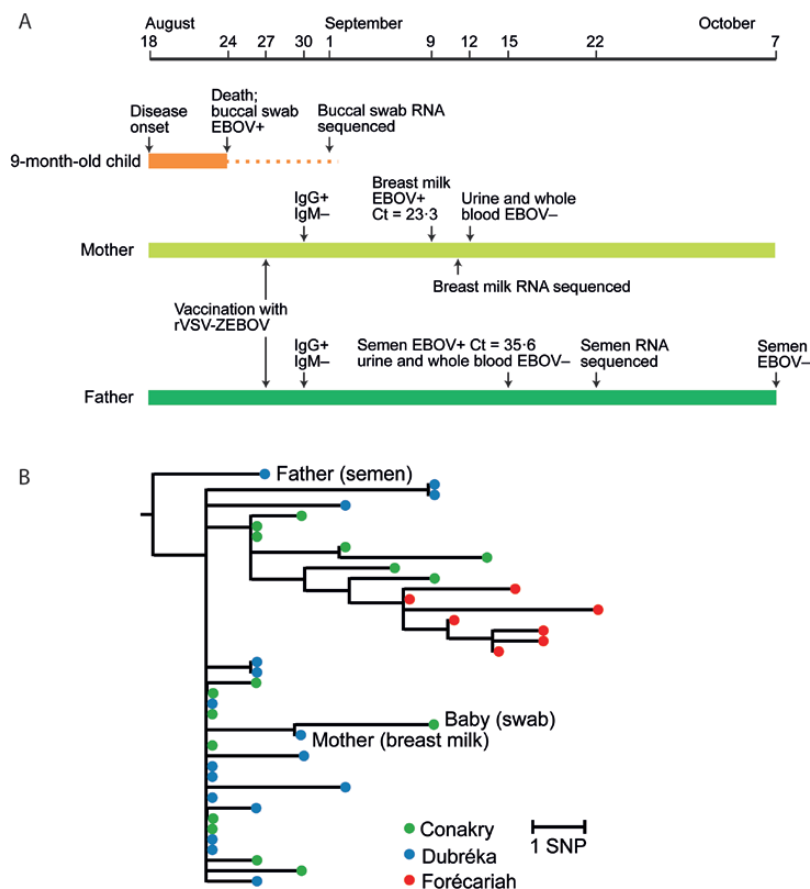 A
August September October
18 24 27 30 1 9 12 15 22 7
Disease
onset
Death;
buccal swab
EBOV+
Buccal swab RNA
sequenced
9-month-old child
IgG+
IgM–
Breast milk
EBOV+
Ct = 23·3
Urine and whole
blood EBOV–
Mother
Breast milk RNA sequenced
Vaccination with
rVSV-ZEBOV
IgG+
IgM–
Semen EBOV+ Ct = 35·6
urine and whole blood EBOV–
Semen RNA
sequenced
Semen
EBOV–
Father
B
Father (semen)
Baby (swab)
Mother (breast milk)
Conakry
Dubréka
Forécariah
1 SNP